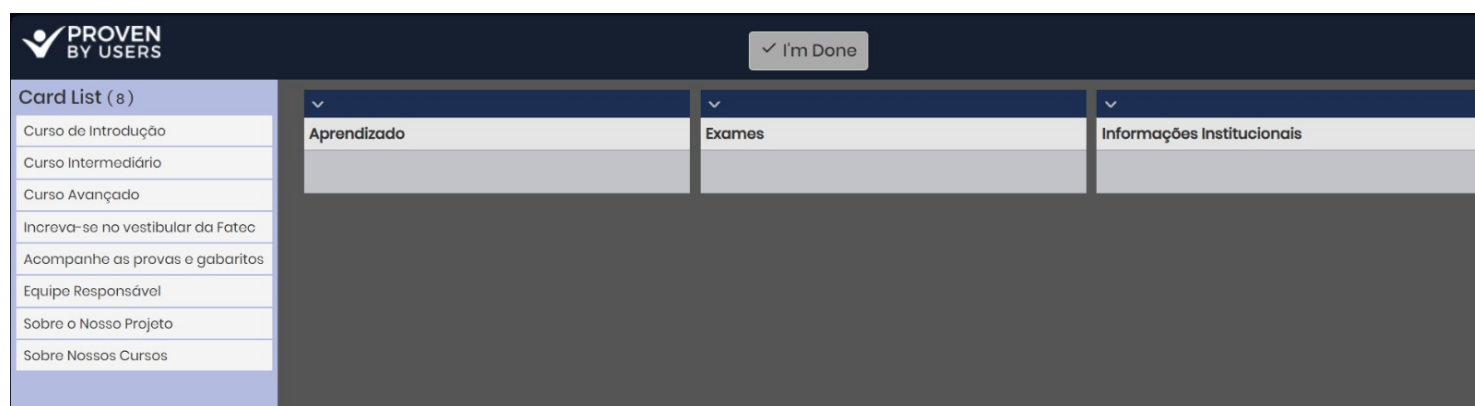 PROVEN
BY USERS
✓ I'm Done
Card List (8)
Curso de Introdução
Curso Intermediário
Curso Avançado
Increva-se no vestibular da Fatec
Acompanhe as provas e gabaritos
Equipe Responsável
Sobre o Nosso Projeto
Sobre Nossos Cursos
Aprendizado
Exames
Informações Institucionais